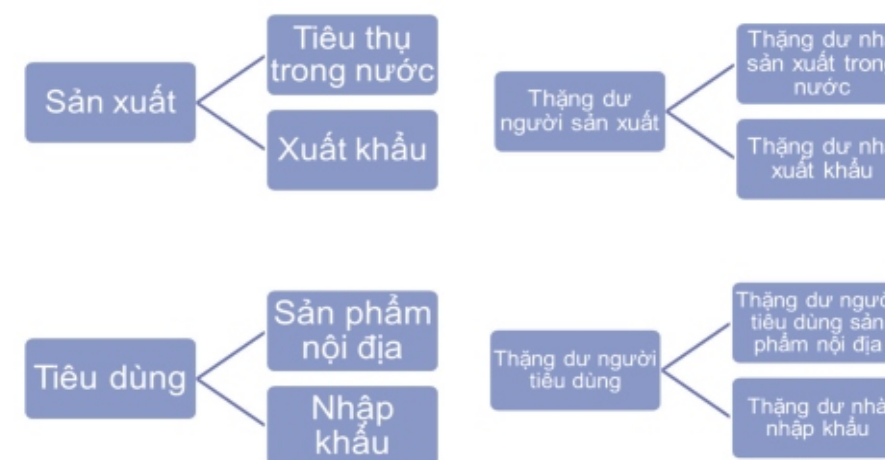 Sản xuất
Tiêu thụ
trong nước
Xuất khẩu
Thặng dư
người sản xuất
Thặng dư
sản xuất
nước
Thặng dư
xuất khẩu
Tiêu dùng
Sản phẩm
nội địa
Nhập
khẩu
Thặng dư người
tiêu dùng
Thặng dư
tiêu dùng sản
phẩm nội địa
Thặng dư nhà
nhập khẩu